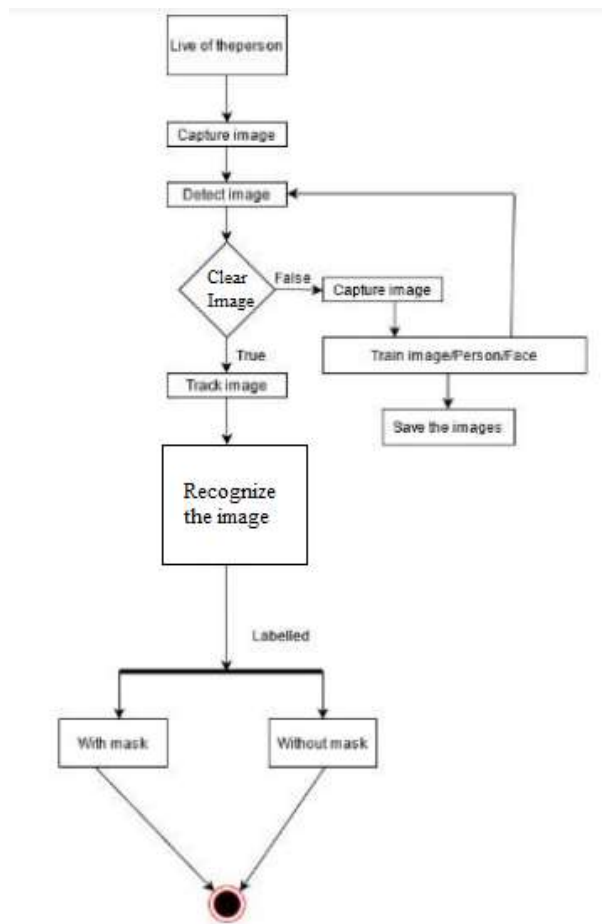 Live of theperson
Capture image
Detect image
Clear
Image
False
Capture image
Train image/Person/Face
True
Track image
Save the images
Recognize
the image
Labelled
With mask
Without mask